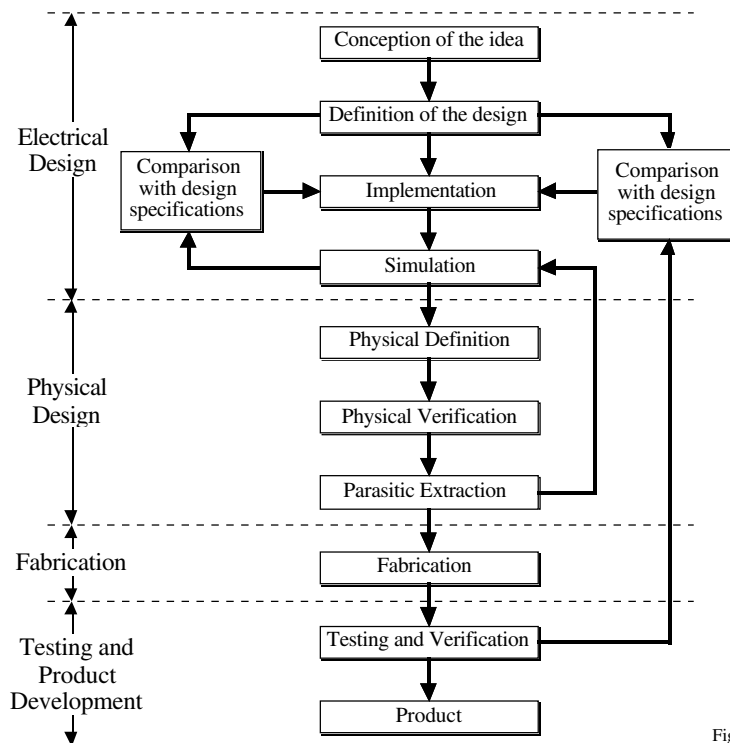 Conception of the idea
Definition of the design
Electrical
Design
Comparison
with design
specifications
Implementation
Comparison
with design
specifications
Simulation
Physical Definition
Physical
Design
Physical Verification
Parasitic Extraction
Fabrication
Fabrication
Testing and Verification
Testing and
Product
Development
Product
Fig